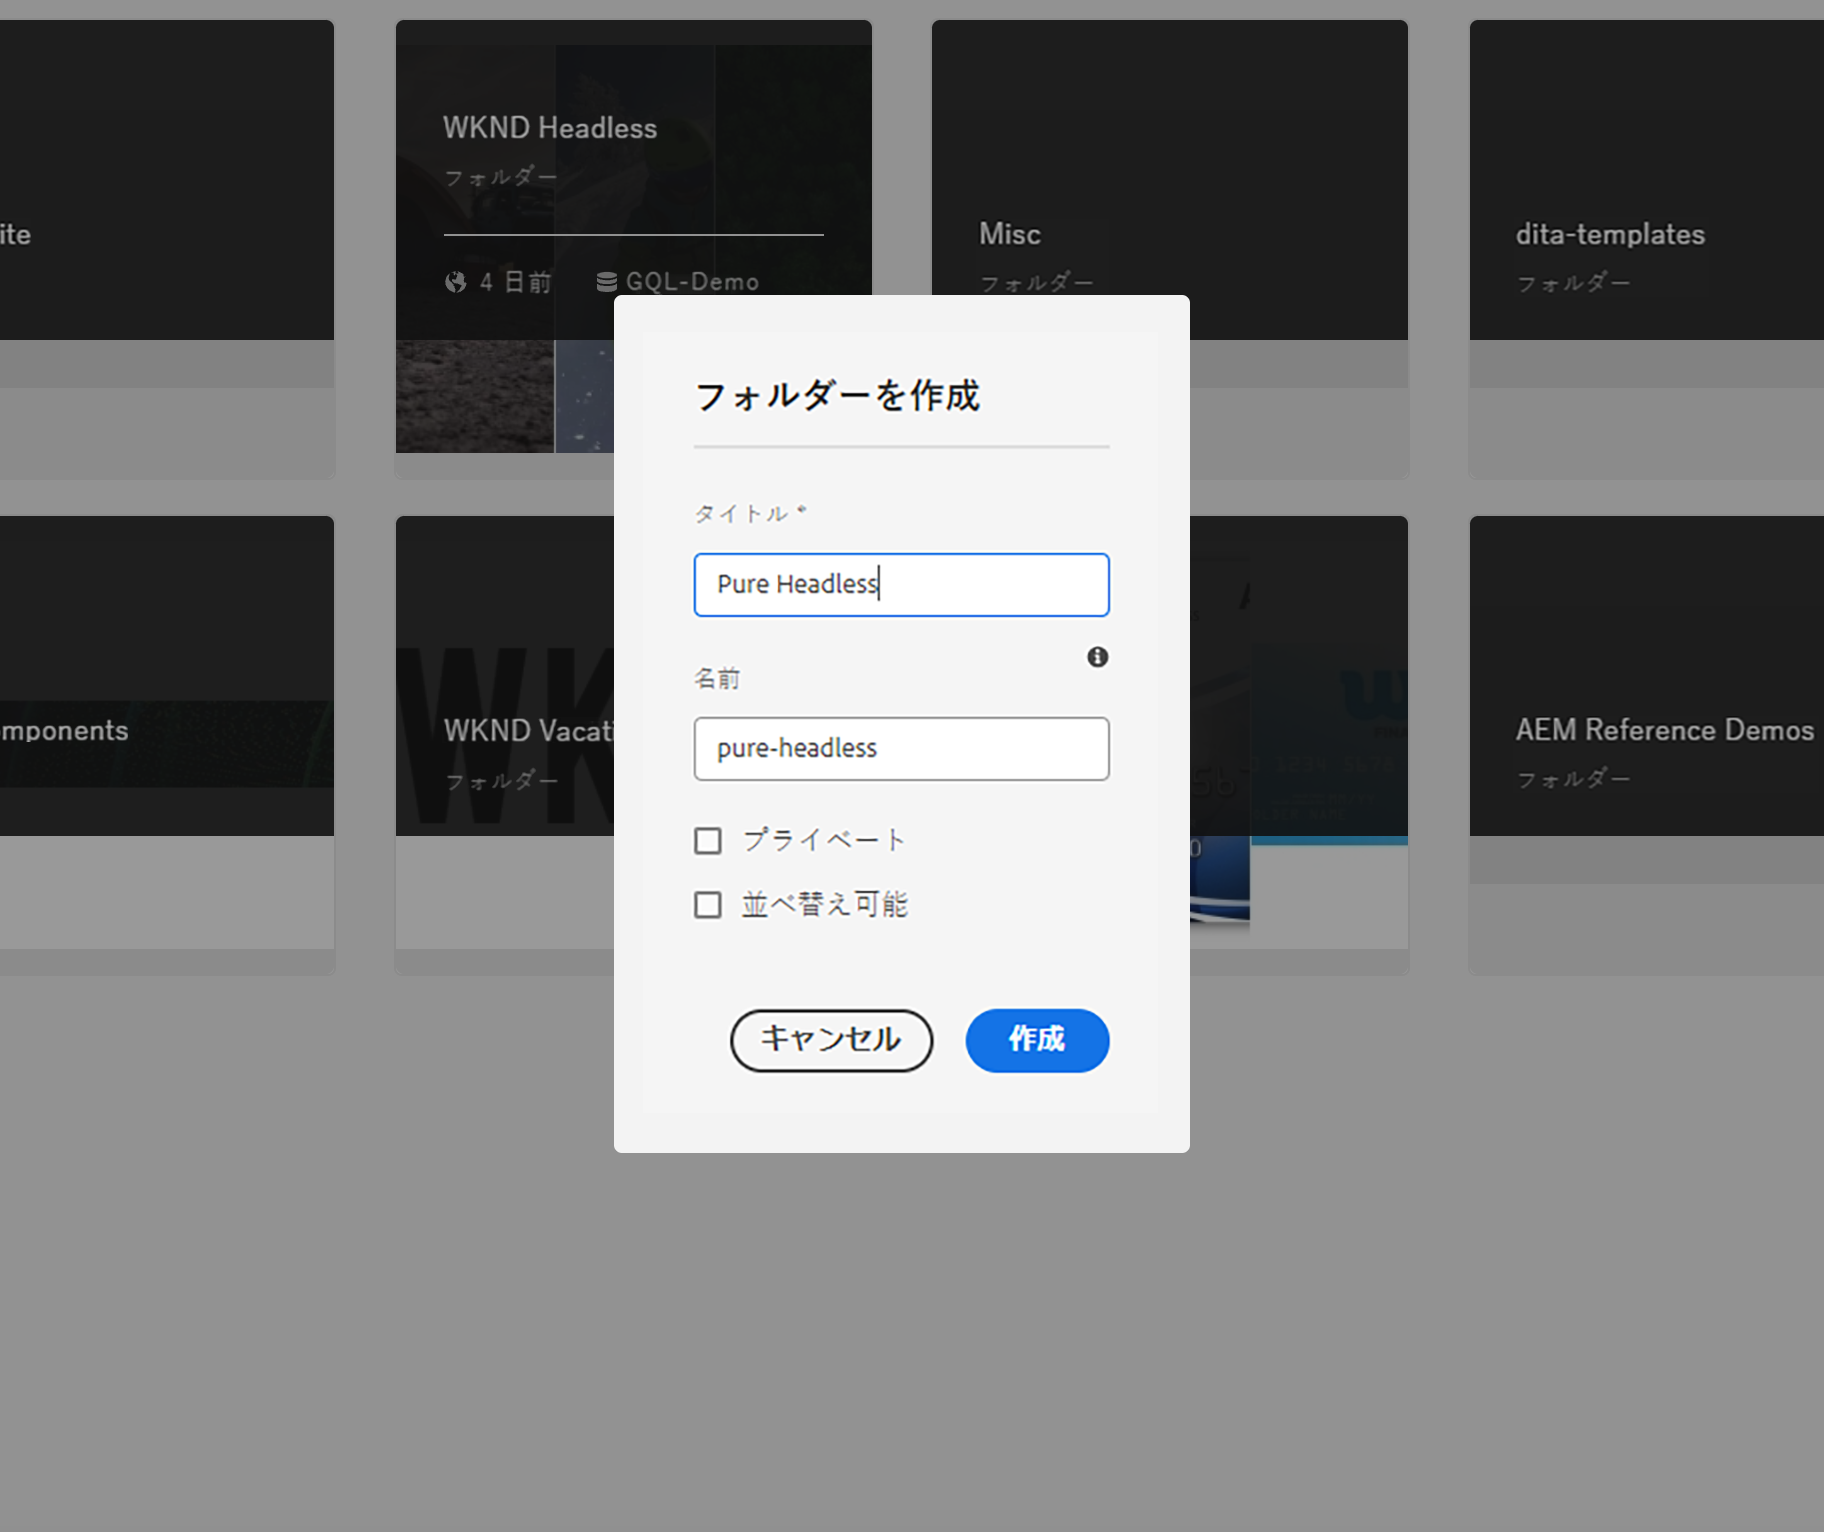 WKND Headless
フォルダー
ite
4 日前 GQL-Demo
Misc
フォルダー
dita-templates
フォルダー
フォルダーを作成
タイトル *
Pure Headless
名前
pure-headless
プライベート
並べ替え可能
キャンセル
作成
mponents
WKND Vacati
フォルダー
AEM Reference Demos
フォルダー